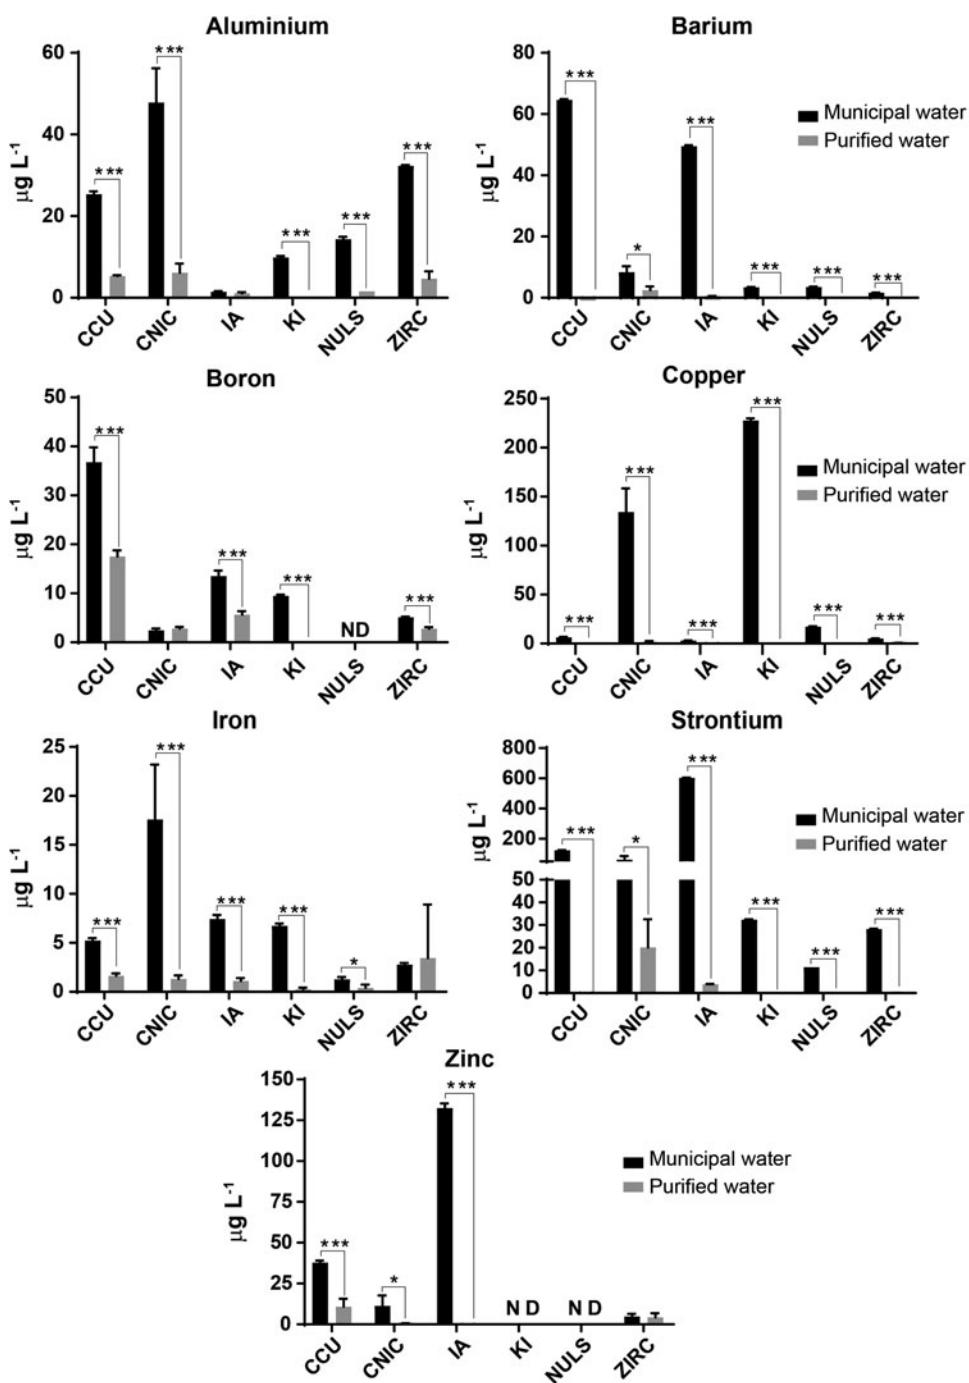 Aluminium
60
40
20
0
μg L-1
***
***
***
***
***
CCU
CNIC
IA
KI
NULS
ZIRC
Barium
80
60
40
20
0
μg L-1
***
*
***
***
***
***
CCU
CNIC
IA
KI
NULS
ZIRC
Municipal water
Purified water
Boron
50
40
30
20
10
0
μg L-1
***
***
***
ND
***
CCU
CNIC
IA
KI
NULS
ZIRC
Copper
250
200
150
100
50
0
μg L-1
***
***
***
***
***
***
CCU
CNIC
IA
KI
NULS
ZIRC
Municipal water
Purified water
Iron
25
20
15
10
5
0
μg L-1
***
***
***
***
*
CCU
CNIC
IA
KI
NULS
ZIRC
Strontium
800
600
400
200
50
40
30
20
10
0
μg L-1
***
*
***
***
***
***
CCU
CNIC
IA
KI
NULS
ZIRC
Municipal water
Purified water
Zinc
150
125
100
75
50
25
0
μg L-1
***
*
***
N D
N D
CCU
CNIC
IA
KI
NULS
ZIRC
Municipal water
Purified water